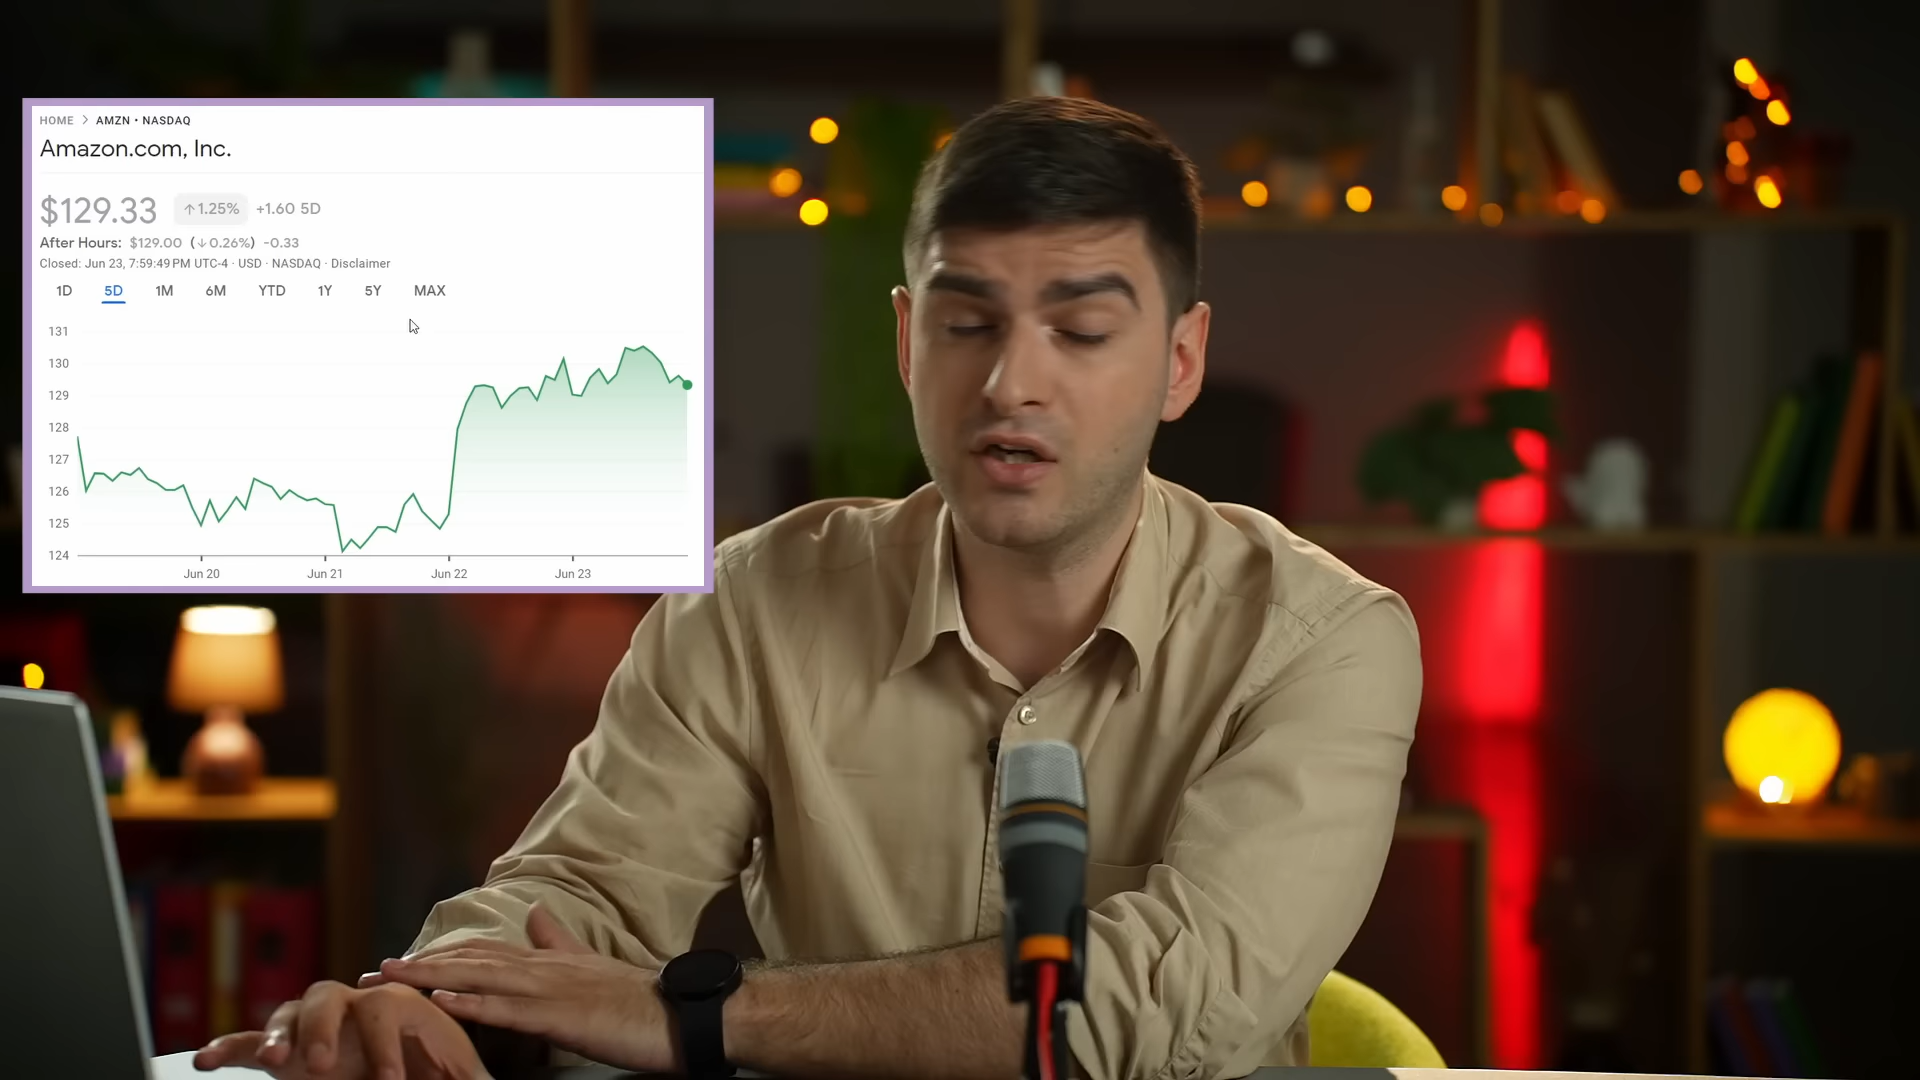 HOME > AMZN • NASDAQ
Amazon.com, Inc.
$129.33 ↑1.25% +1.60 5D
After Hours: $129.00 (↓0.26%) -0.33
Closed: Jun 23, 7:59:49 PM UTC-4 · USD · NASDAQ · Disclaimer
1D 5D 1M 6M YTD 1Y 5Y MAX
131
130
129
128
127
126
125
124
Jun 20 Jun 21 Jun 22 Jun 23